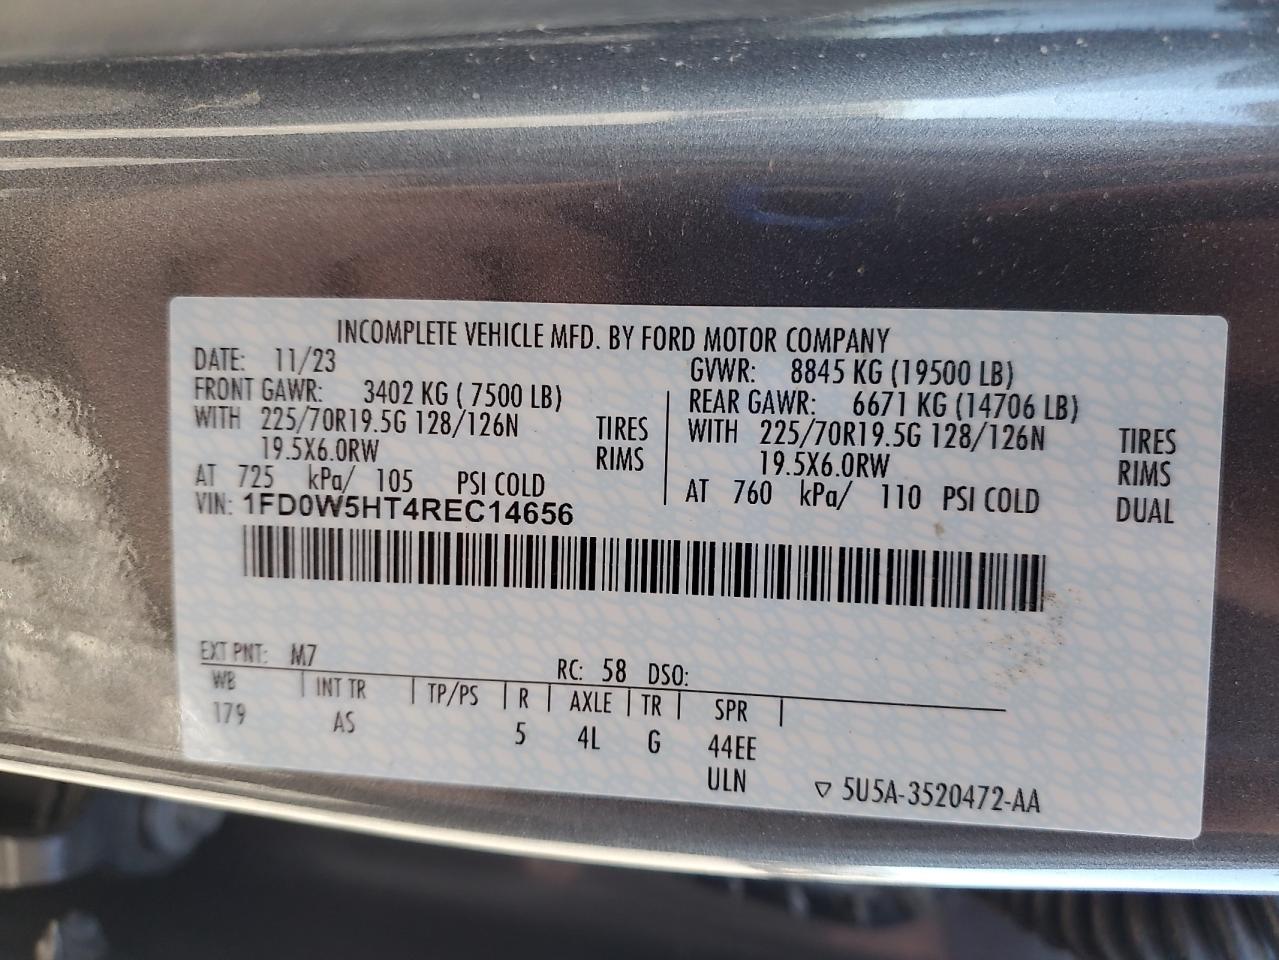 INCOMPLETE VEHICLE MFD. BY FORD MOTOR COMPANY
DATE: 11/23 GVWR: 8845 KG (19500 LB)
FRONT GAWR: 3402 KG ( 7500 LB) REAR GAWR: 6671 KG (14706 LB)
WITH 225/70R19.5G 128/126N TIRES WITH 225/70R19.5G 128/126N TIRES
19.5X6.0RW RIMS 19.5X6.0RW RIMS
AT 725 kPa/ 105 PSI COLD AT 760 kPa/ 110 PSI COLD DUAL
VIN: 1FD0W5HT4REC14656
EXT PNT: M7 RC: 58 DSO:
WB INT TR TP/PS R AXLE TR SPR
179 AS 5 4L G 44EE
ULN ▽ 5U5A-3520472-AA